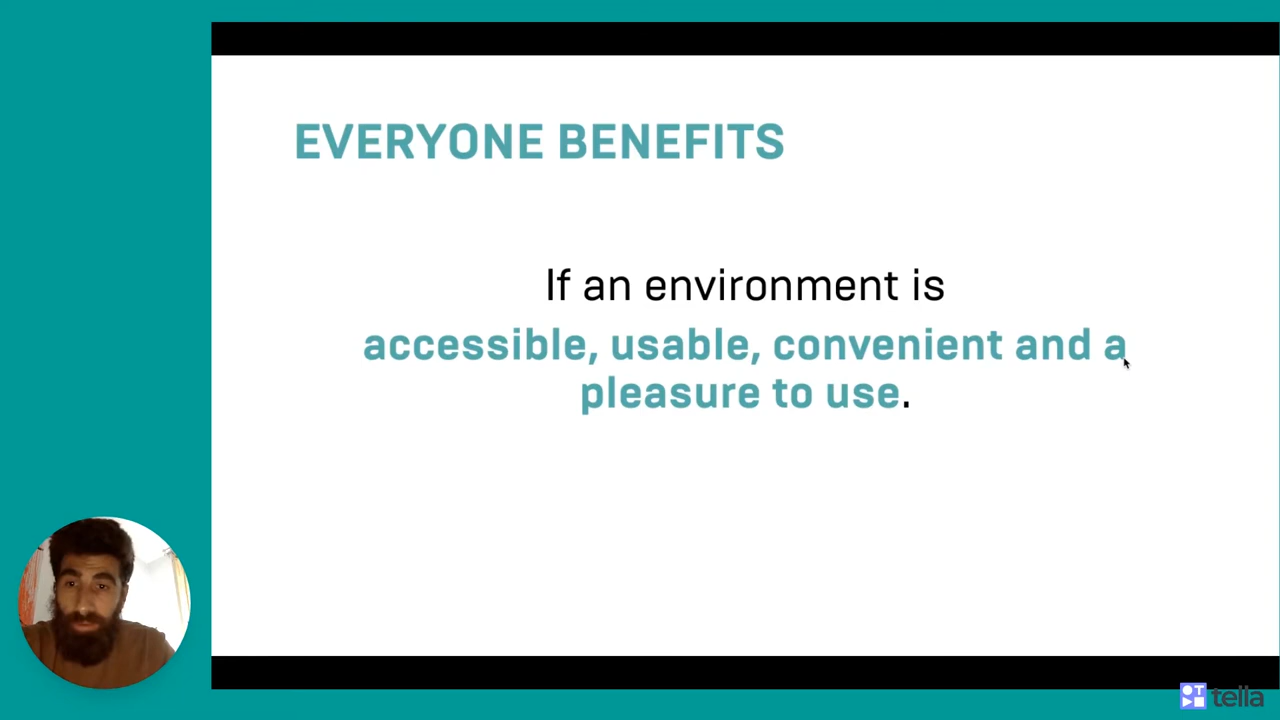 EVERYONE BENEFITS
If an environment is
accessible, usable, convenient and a
pleasure to use.
tella